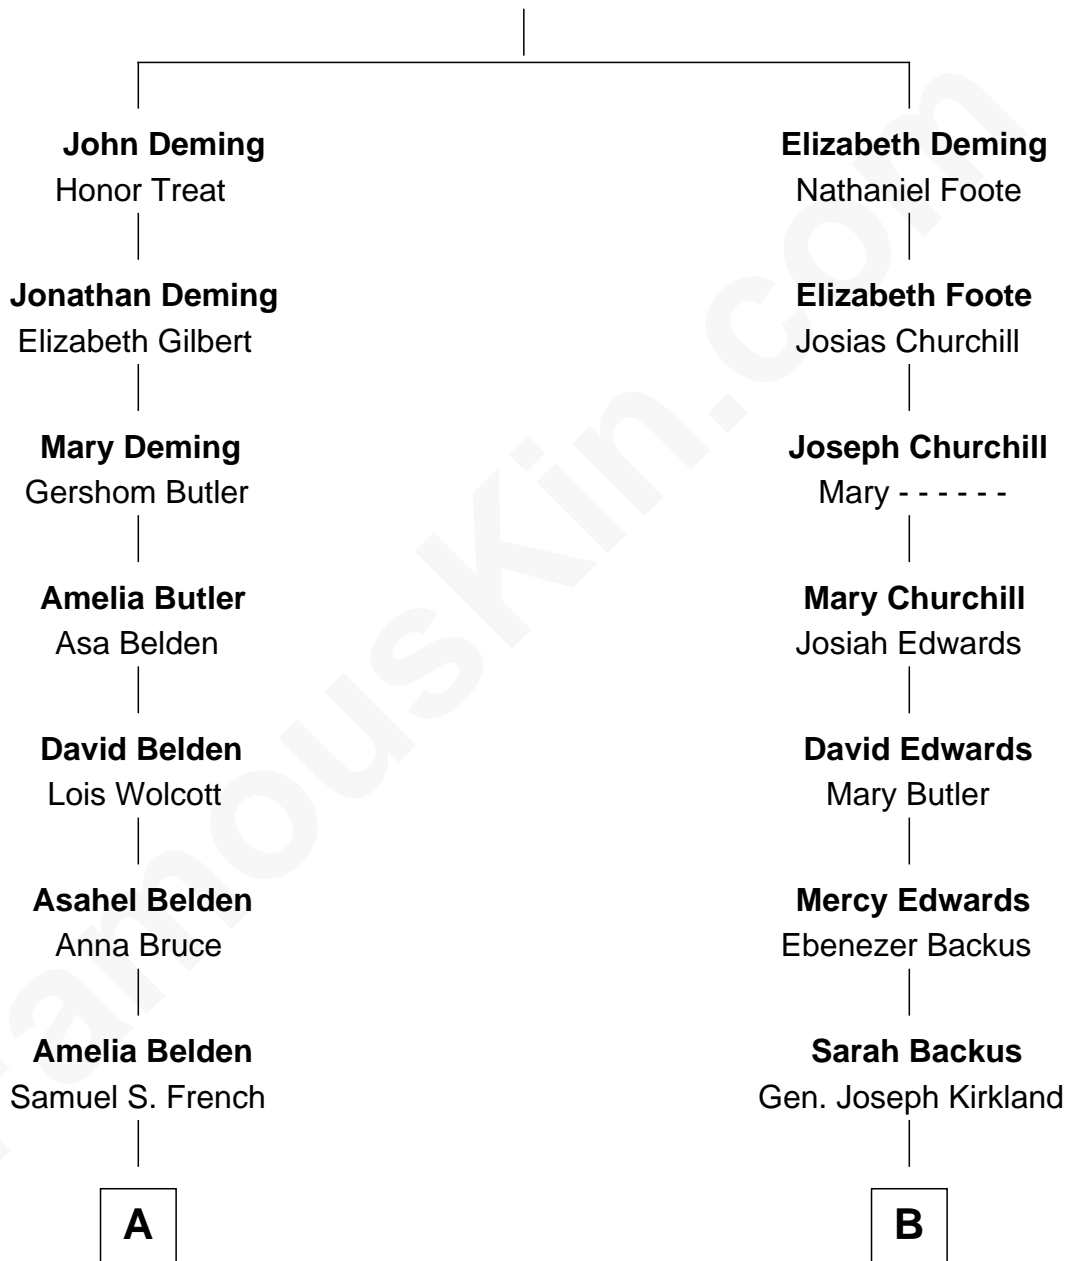 John Deming
Honor Treat
Elizabeth Deming
Nathaniel Foote
Jonathan Deming
Elizabeth Gilbert
Elizabeth Foote
Josias Churchill
Mary Deming
Gershom Butler
Joseph Churchill
Mary - - - - - -
Amelia Butler
Asa Belden
Mary Churchill
Josiah Edwards
David Belden
Lois Wolcott
David Edwards
Mary Butler
Asahel Belden
Anna Bruce
Mercy Edwards
Ebenezer Backus
Amelia Belden
Samuel S. French
Sarah Backus
Gen. Joseph Kirkland
A
B
FamousKin.com